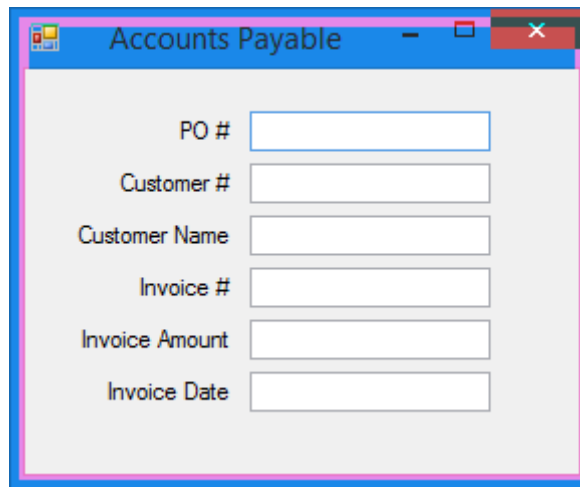 Accounts Payable
PO #
Customer #
Customer Name
Invoice #
Invoice Amount
Invoice Date